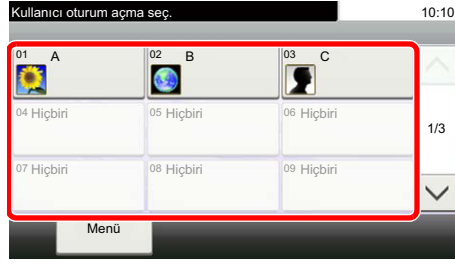 Kullanıcı oturum açma seç. 10:10
01 A 02 B 03 C
04 Hiçbiri 05 Hiçbiri 06 Hiçbiri
1/3
07 Hiçbiri 08 Hiçbiri 09 Hiçbiri
Menü